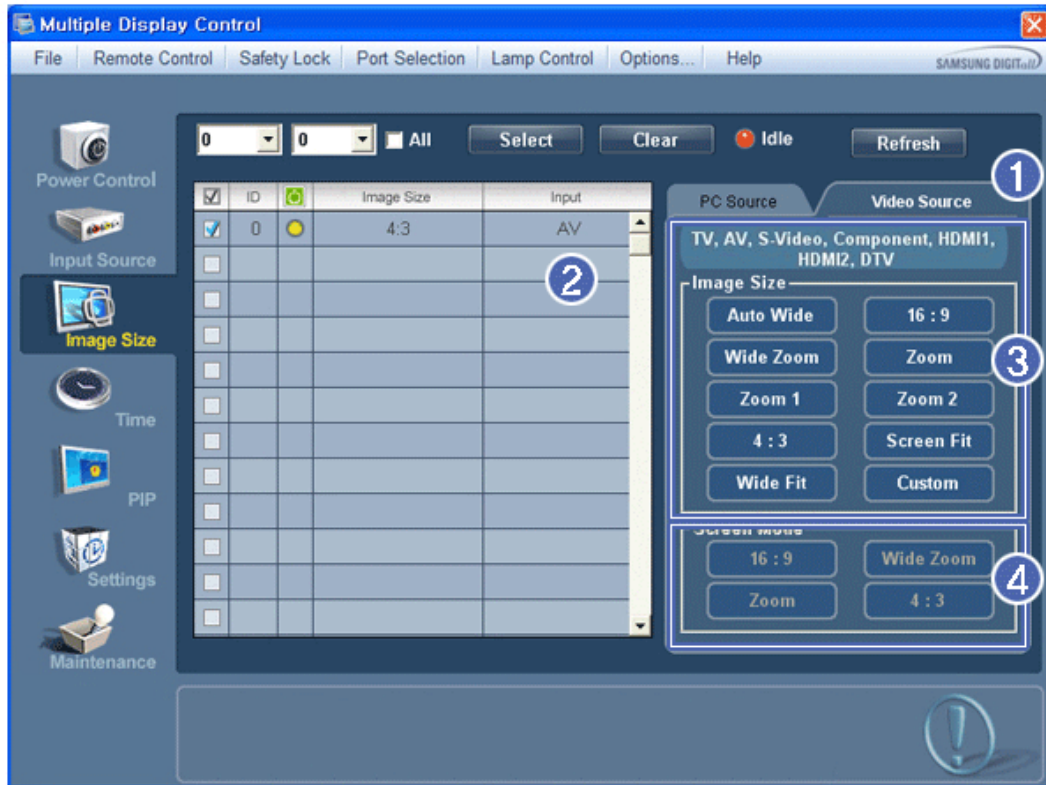 Multiple Display Control
File Remote Control Safety Lock Port Selection Lamp Control Options... Help
SAMSUNG DIGITall
0 0 All Select Clear Idle Refresh
1
Power Control
Input Source
Image Size
Time
PIP
Settings
Maintenance
ID Image Size Input
0 4:3 AV
2
PC Source Video Source
TV, AV, S-Video, Component, HDMI1,
HDMI2, DTV
Image Size
Auto Wide 16 : 9
Wide Zoom Zoom
3
Zoom 1 Zoom 2
4 : 3 Screen Fit
Wide Fit Custom
Screen Mode
16 : 9 Wide Zoom
4
Zoom 4 : 3